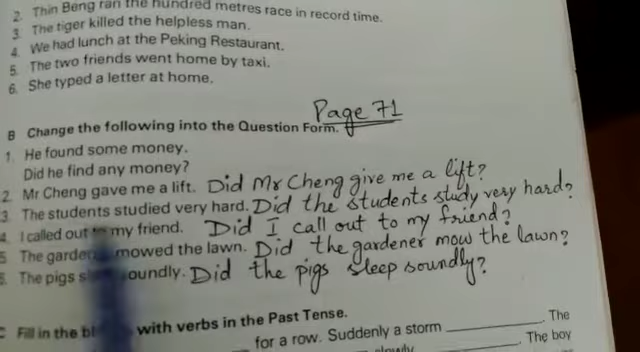 2. Thin Beng ran the hundred metres race in record time.
3. The tiger killed the helpless man.
4. We had lunch at the Peking Restaurant.
5. The two friends went home by taxi.
6. She typed a letter at home.
Page 71
B Change the following into the Question Form.
1. He found some money.
Did he find any money?
2. Mr Cheng gave me a lift. Did Mr Cheng give me a lift?
3. The students studied very hard. Did the students study very hard?
4. I called out to my friend. Did I call out to my friend?
5 The mowed the lawn. Did the gardener mow the lawn?
The pigs soundly. Did the pigs sleep soundly?
C Fill in the with verbs in the Past Tense.
for a row. Suddenly a storm The
slowly The boy